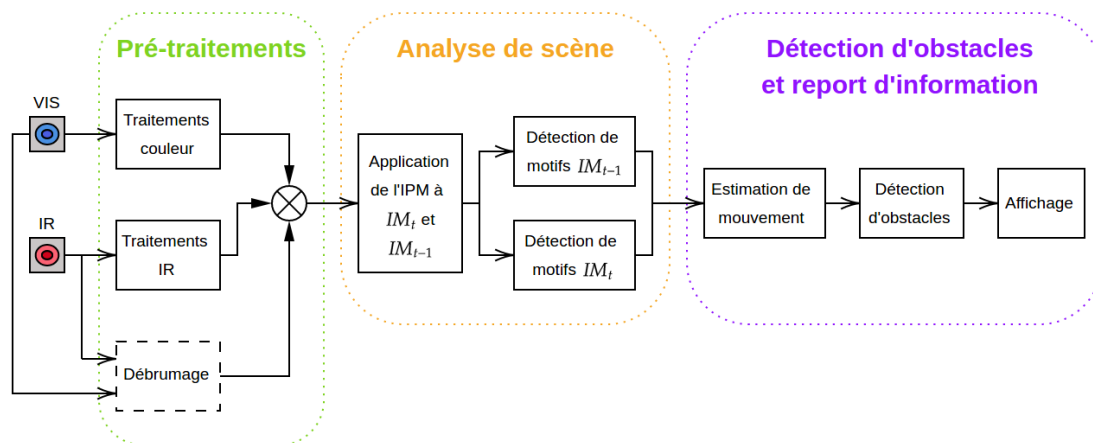 Pré-traitements
Analyse de scène
Détection d'obstacles
et report d'information
VIS
Traitements
couleur
IR
Traitements
IR
Débrumage
Application
de l'IPM à
IM_t et
IM_{t-1}
Détection de
motifs IM_{t-1}
Détection de
motifs IM_t
Estimation de
mouvement
Détection
d'obstacles
Affichage